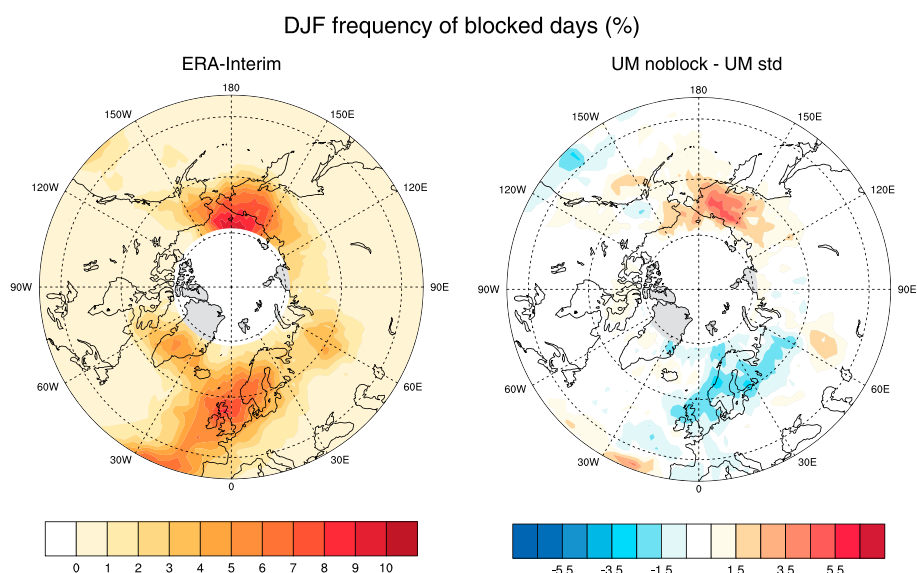 DJF frequency of blocked days (%)
ERA-Interim
UM noblock - UM std
180
150W
150E
120W
120E
90W
90E
60W
60E
30W
30E
0
180
150W
150E
120W
120E
90W
90E
60W
60E
30W
30E
0
0 1 2 3 4 5 6 7 8 9 10
-5.5 -3.5 -1.5 1.5 3.5 5.5